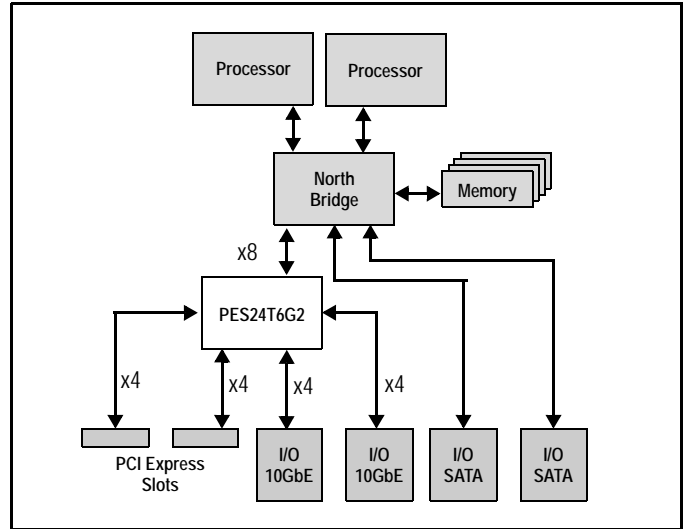 Processor
Processor
North
Bridge
Memory
x8
PES24T6G2
x4
x4
x4
x4
PCI Express
Slots
I/O
10GbE
I/O
10GbE
I/O
SATA
I/O
SATA